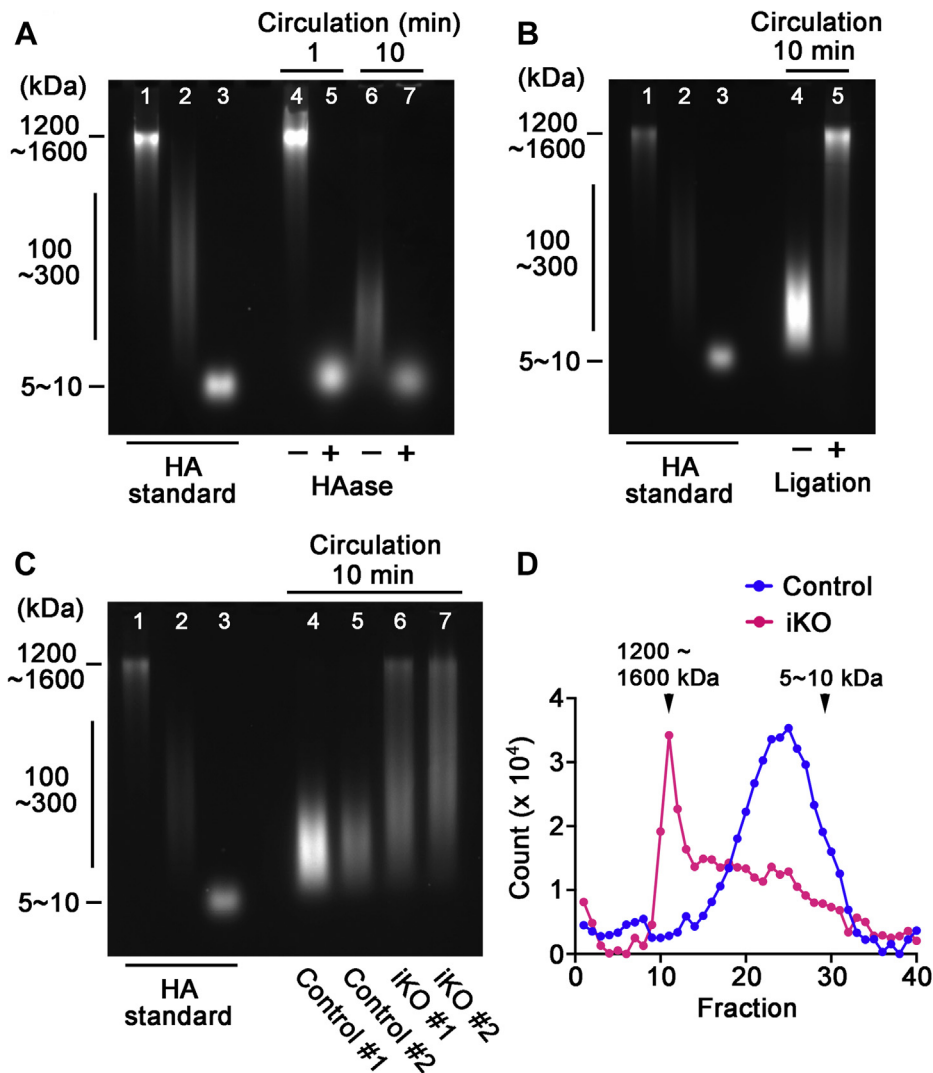 A
Circulation (min)
1 10
(kDa)
1 2 3 4 5 6 7
1200
~1600
100
~300
5~10
− + − +
HA
standard
HAase
B
Circulation
10 min
(kDa)
1 2 3 4 5
1200
~1600
100
~300
5~10
− +
HA
standard
Ligation
C
Circulation
10 min
(kDa)
1 2 3 4 5 6 7
1200
~1600
100
~300
5~10
HA
standard
Control #1
Control #2
iKO #1
iKO #2
D
Control
iKO
1200 ~
1600 kDa
5~10 kDa
Count (x 10⁴)
4
3
2
1
0
0 10 20 30 40
Fraction